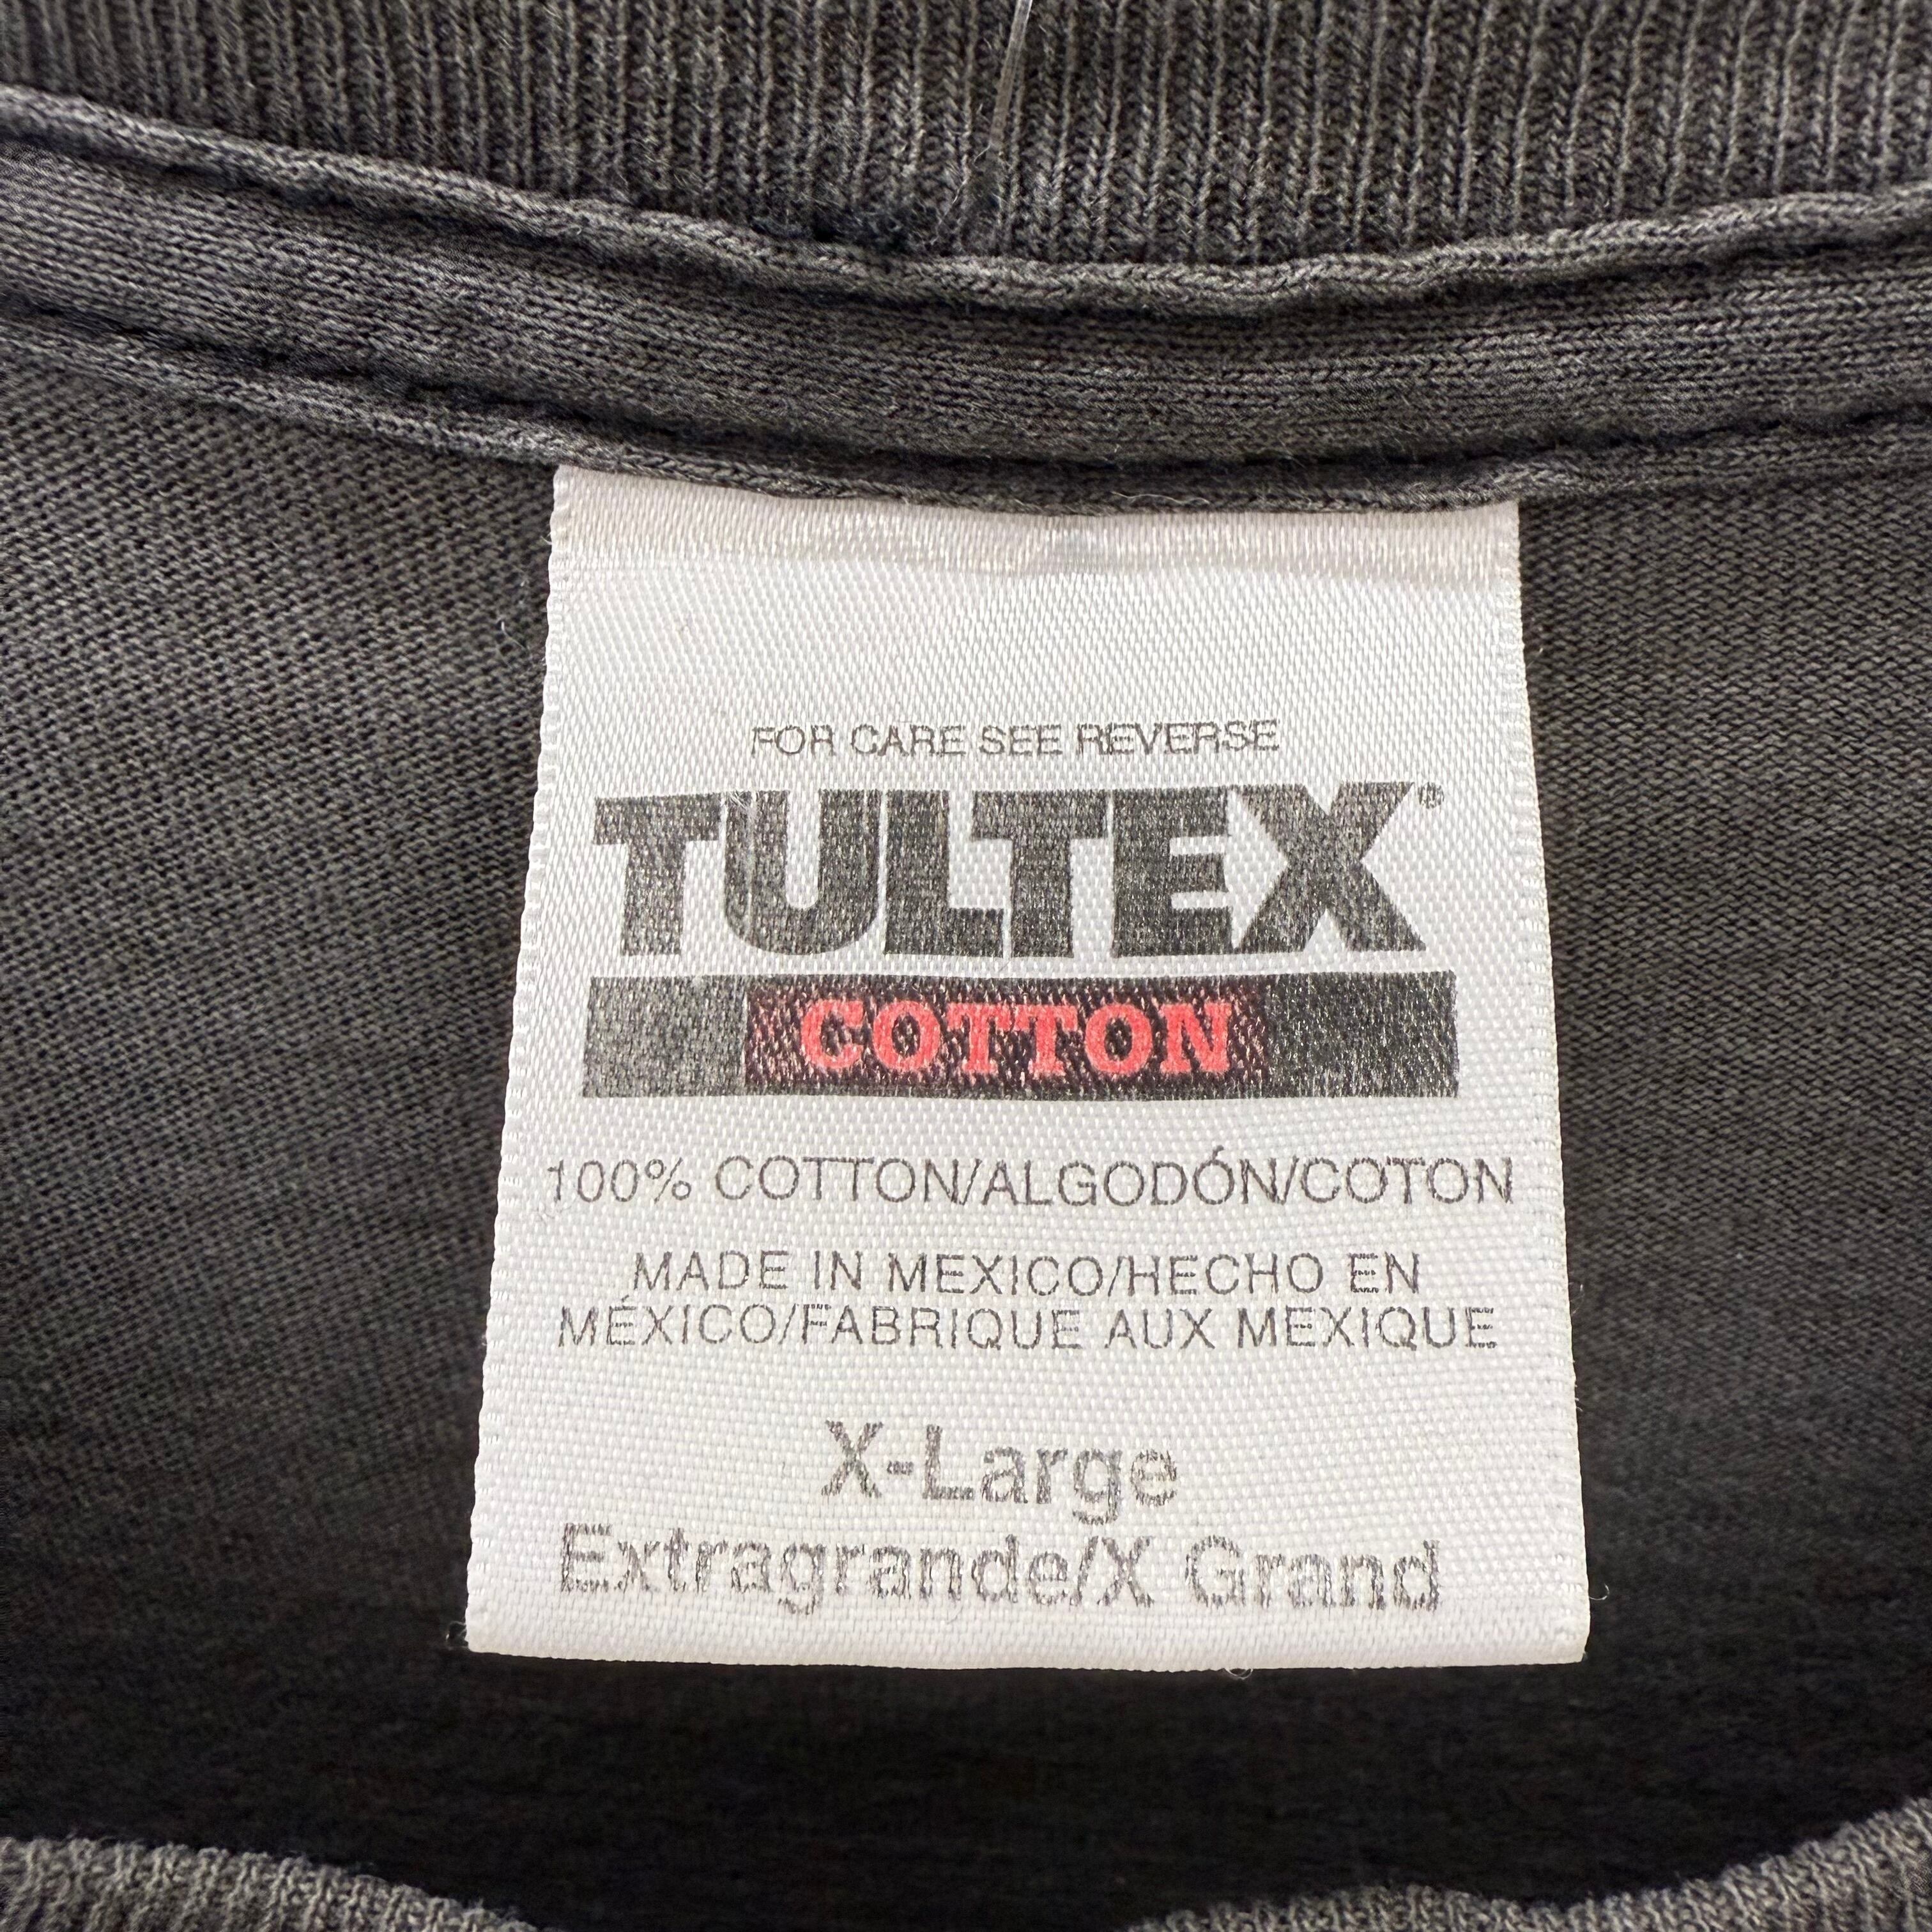 FOR CARE SEE REVERSE
TULTEX®
COTTON
100% COTTON/ALGODÓN/COTON
MADE IN MEXICO/HECHO EN
MÉXICO/FABRIQUE AUX MEXIQUE
X-Large
Extragrande/X Grand